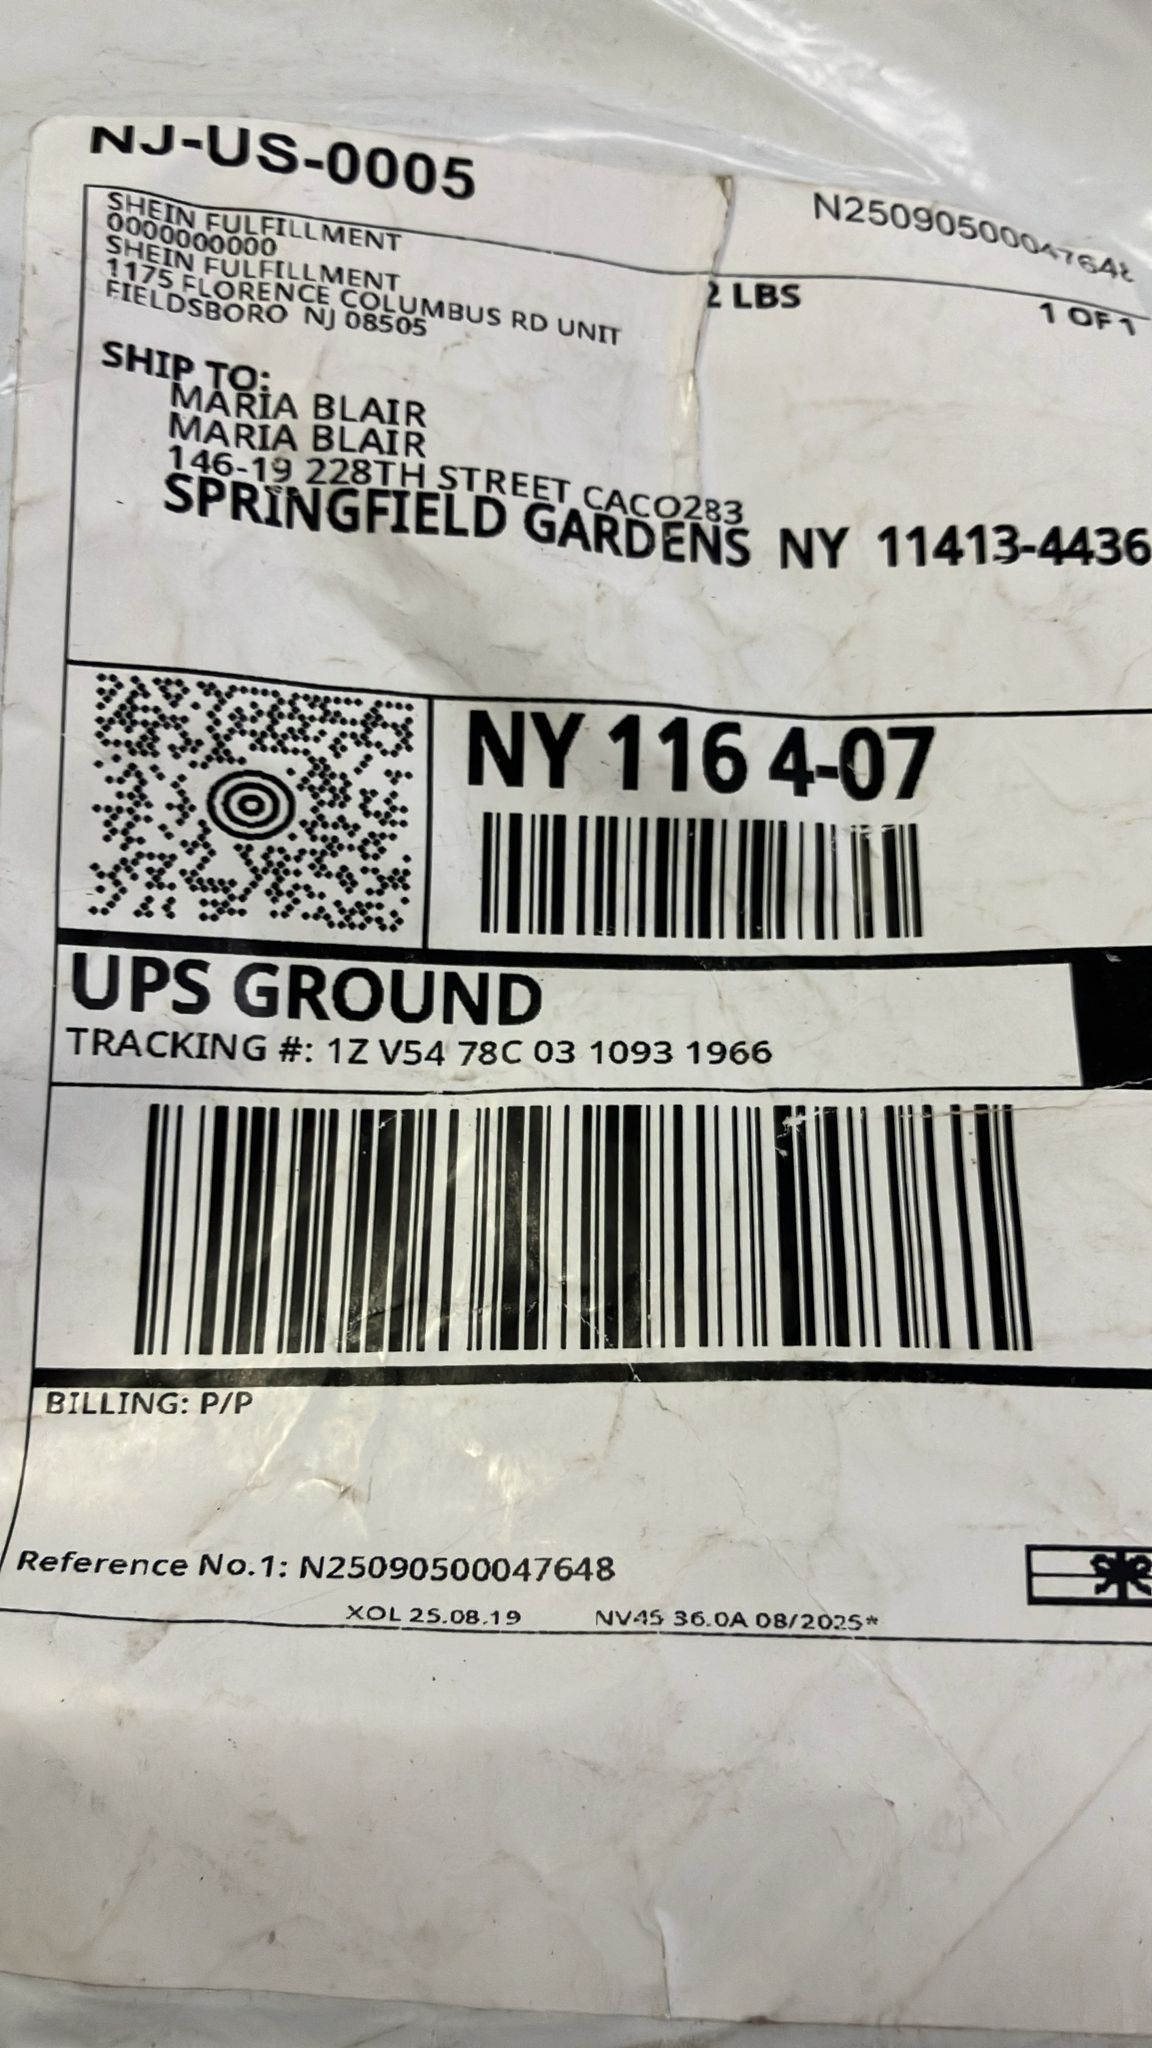 NJ-US-0005
N25090500047648
SHEIN FULFILLMENT
0000000000
SHEIN FULFILLMENT
1175 FLORENCE COLUMBUS RD UNIT
FIELDSBORO NJ 08505
2 LBS
1 OF 1
SHIP TO:
MARIA BLAIR
MARIA BLAIR
146-19 228TH STREET CACO283
SPRINGFIELD GARDENS NY 11413-4436
NY 116 4-07
UPS GROUND
TRACKING #: 1Z V54 78C 03 1093 1966
BILLING: P/P
Reference No.1: N25090500047648
XOL 25.08.19 NV45 36.0A 08/2025*